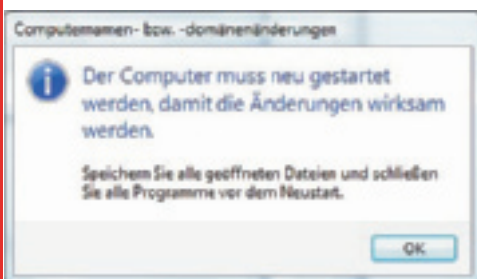 Computernamen- bzw. -domänenänderungen
Der Computer muss neu gestartet
werden, damit die Änderungen wirksam
werden.
Speichern Sie alle geöffneten Dateien und schließen
Sie alle Programme vor dem Neustart.
OK